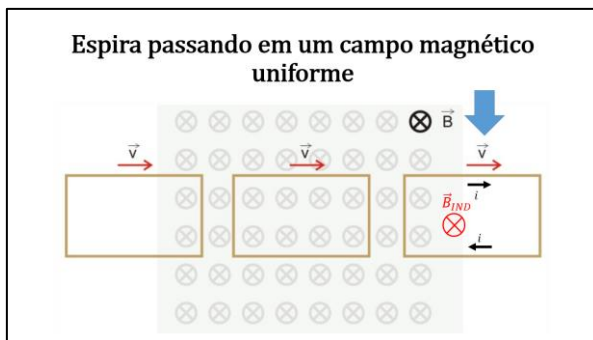 Espira passando em um campo magnético
uniforme
B
v
v
v
i
B_IND
i